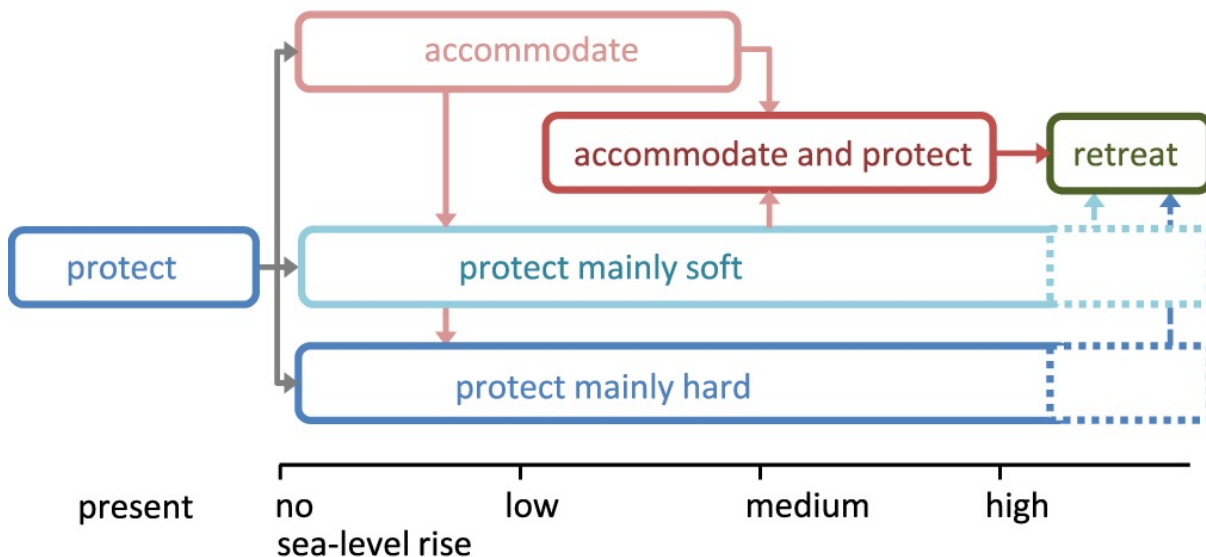 accommodate
accommodate and protect
retreat
protect
protect mainly soft
protect mainly hard
present
no
low
medium
high
sea-level rise